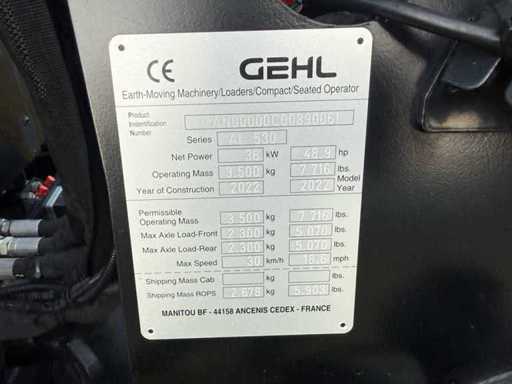 CE GEHL
Earth-Moving Machinery/Loaders/Compact/Seated Operator
Product
Indentification
Number
Series AL 530
Net Power 36 kW 48.9 hp
Operating Mass 3.500 kg 7.716 lbs.
Year of Construction 2022 2022 Model Year
Permissible
Operating Mass 3.500 kg 7.716 lbs.
Max Axle Load-Front 2.300 kg 5.070 lbs.
Max Axle Load-Rear 2.300 kg 5.070 lbs.
Max Speed 30 km/h 18.6 mph
Shipping Mass Cab kg lbs.
Shipping Mass ROPS 2.678 kg 5.903 lbs.
MANITOU BF - 44158 ANCENIS CEDEX - FRANCE